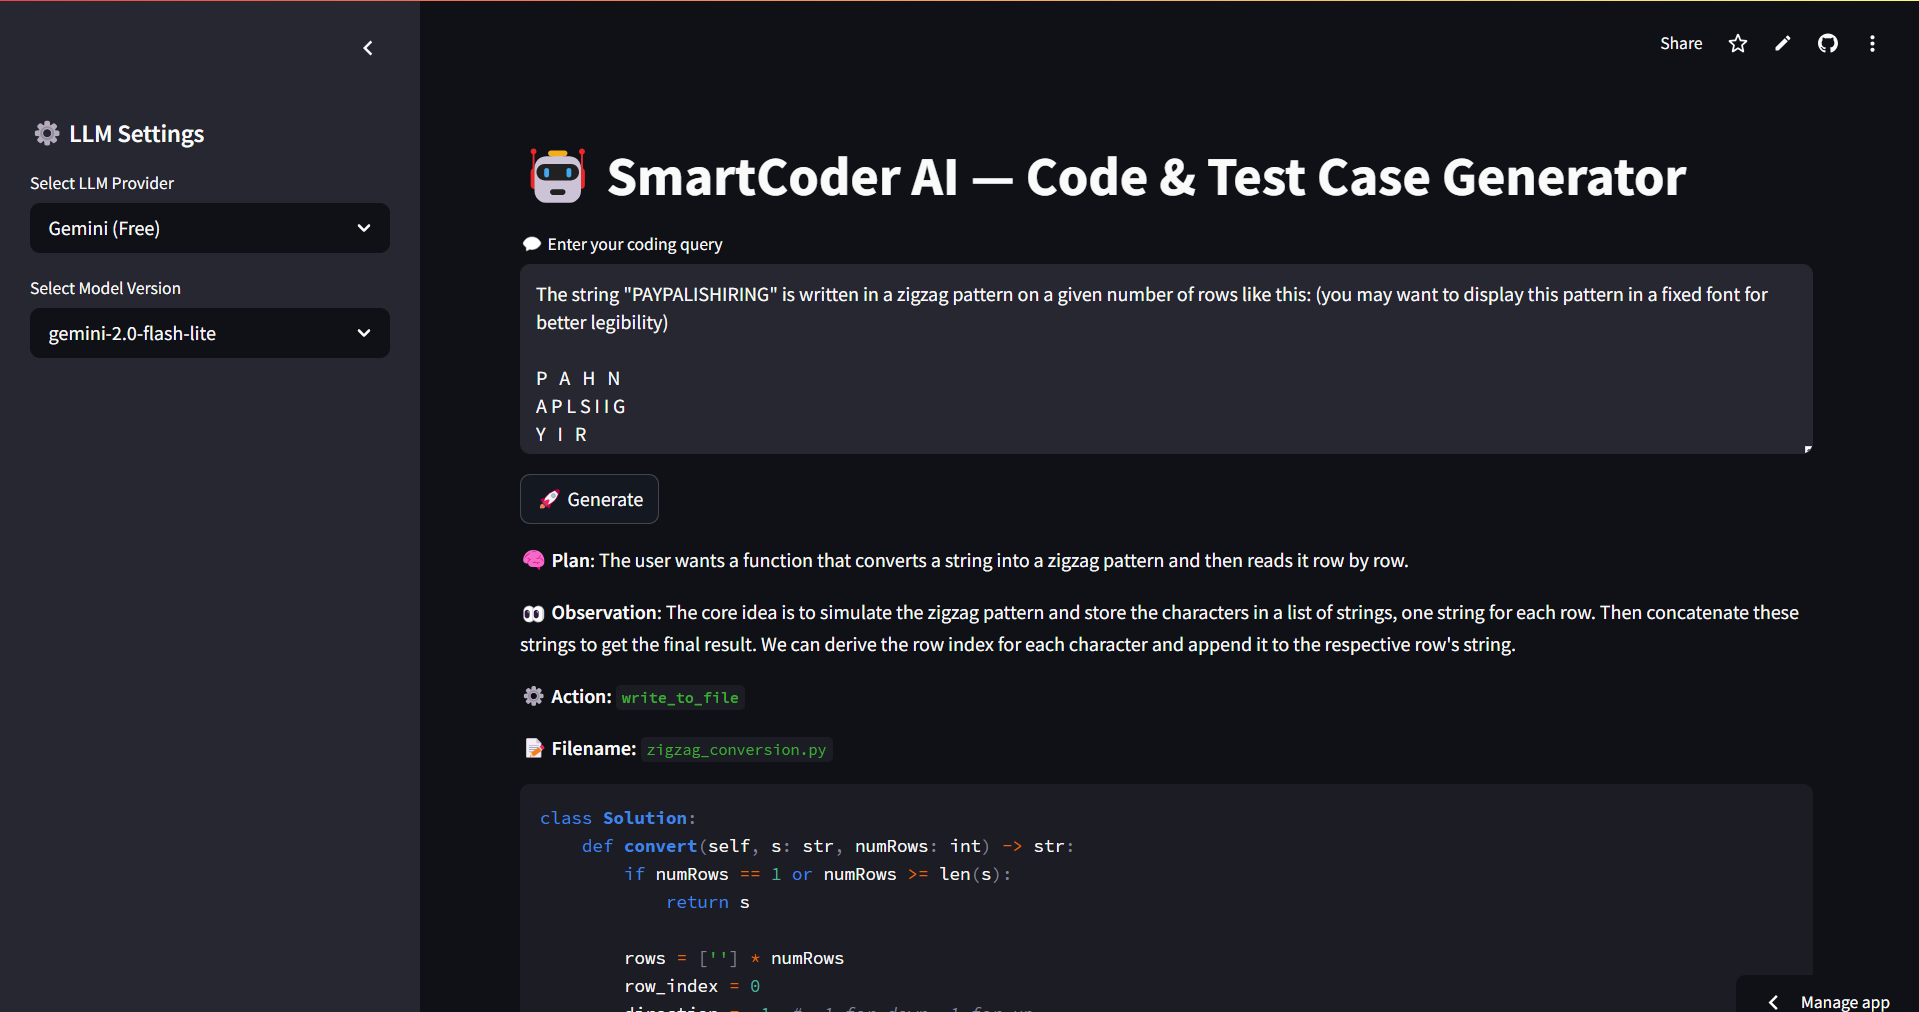 Share
LLM Settings
Select LLM Provider
Gemini (Free)
Select Model Version
gemini-2.0-flash-lite
SmartCoder AI — Code & Test Case Generator
Enter your coding query
The string "PAYPALISHIRING" is written in a zigzag pattern on a given number of rows like this: (you may want to display this pattern in a fixed font for
better legibility)
P A H N
A P L S I I G
Y I R
Generate
Plan: The user wants a function that converts a string into a zigzag pattern and then reads it row by row.
Observation: The core idea is to simulate the zigzag pattern and store the characters in a list of strings, one string for each row. Then concatenate these
strings to get the final result. We can derive the row index for each character and append it to the respective row's string.
Action: write_to_file
Filename: zigzag_conversion.py
class Solution:
    def convert(self, s: str, numRows: int) -> str:
        if numRows == 1 or numRows >= len(s):
            return s
        rows = [''] * numRows
        row_index = 0
Manage app